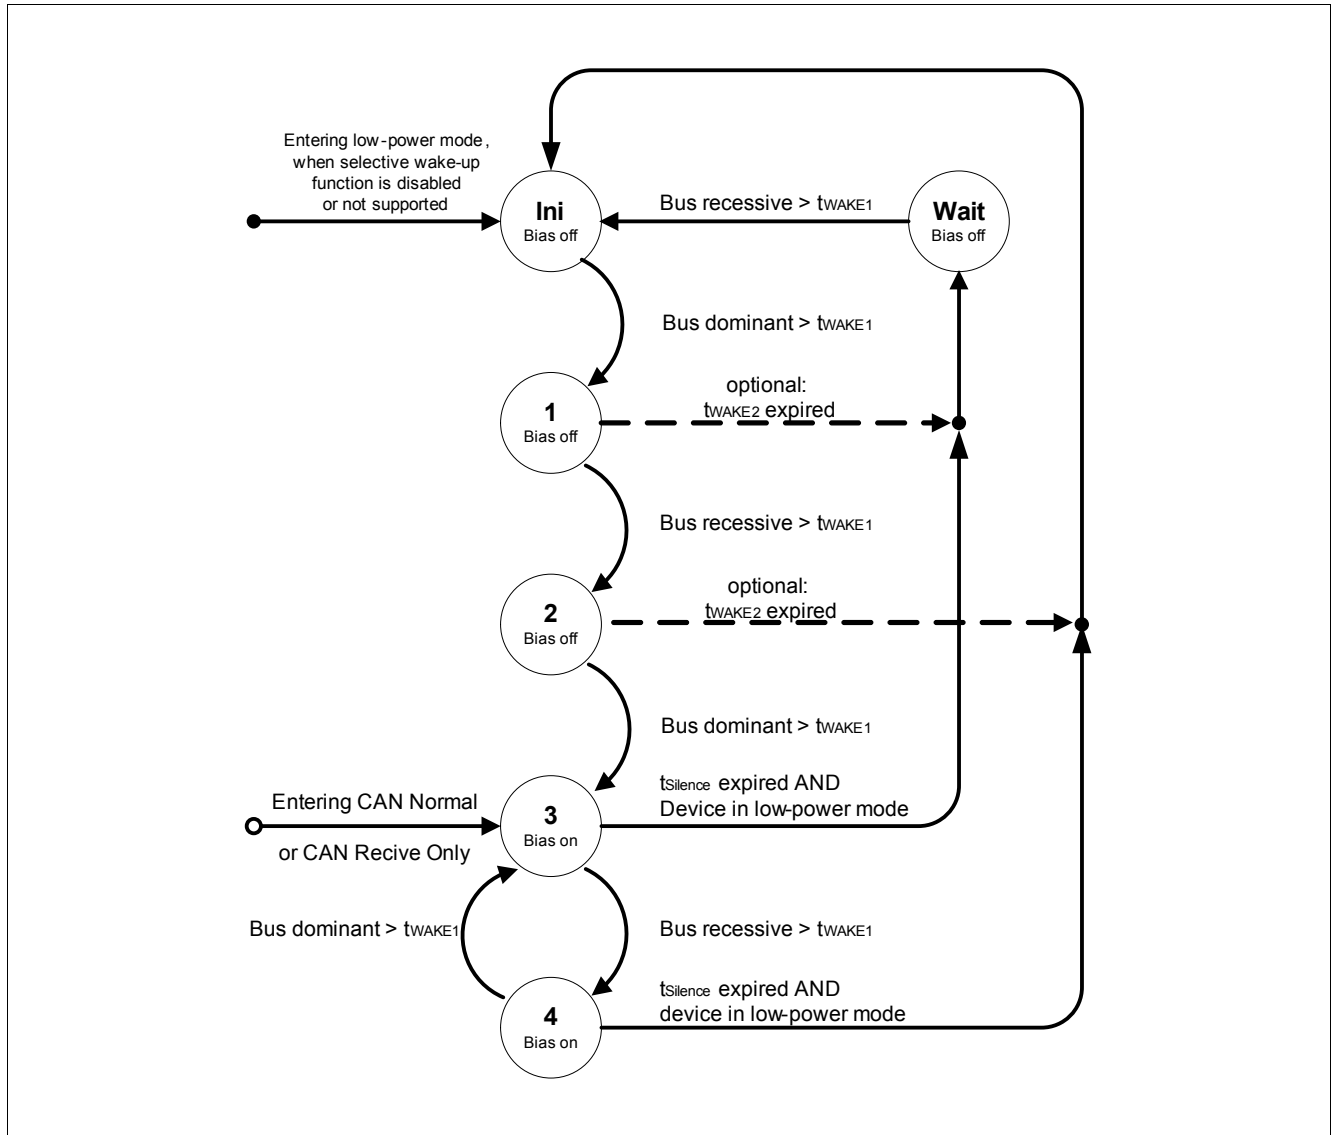 Entering low-power mode,
when selective wake-up
function is disabled
or not supported
Ini
Bias off
Bus recessive > tWAKE1
Wait
Bias off
Bus dominant > tWAKE1
1
Bias off
optional:
tWAKE2 expired
Bus recessive > tWAKE1
2
Bias off
optional:
tWAKE2 expired
Bus dominant > tWAKE1
Entering CAN Normal
or CAN Recive Only
3
Bias on
tSilence expired AND
Device in low-power mode
Bus dominant > tWAKE1
Bus recessive > tWAKE1
4
Bias on
tSilence expired AND
device in low-power mode